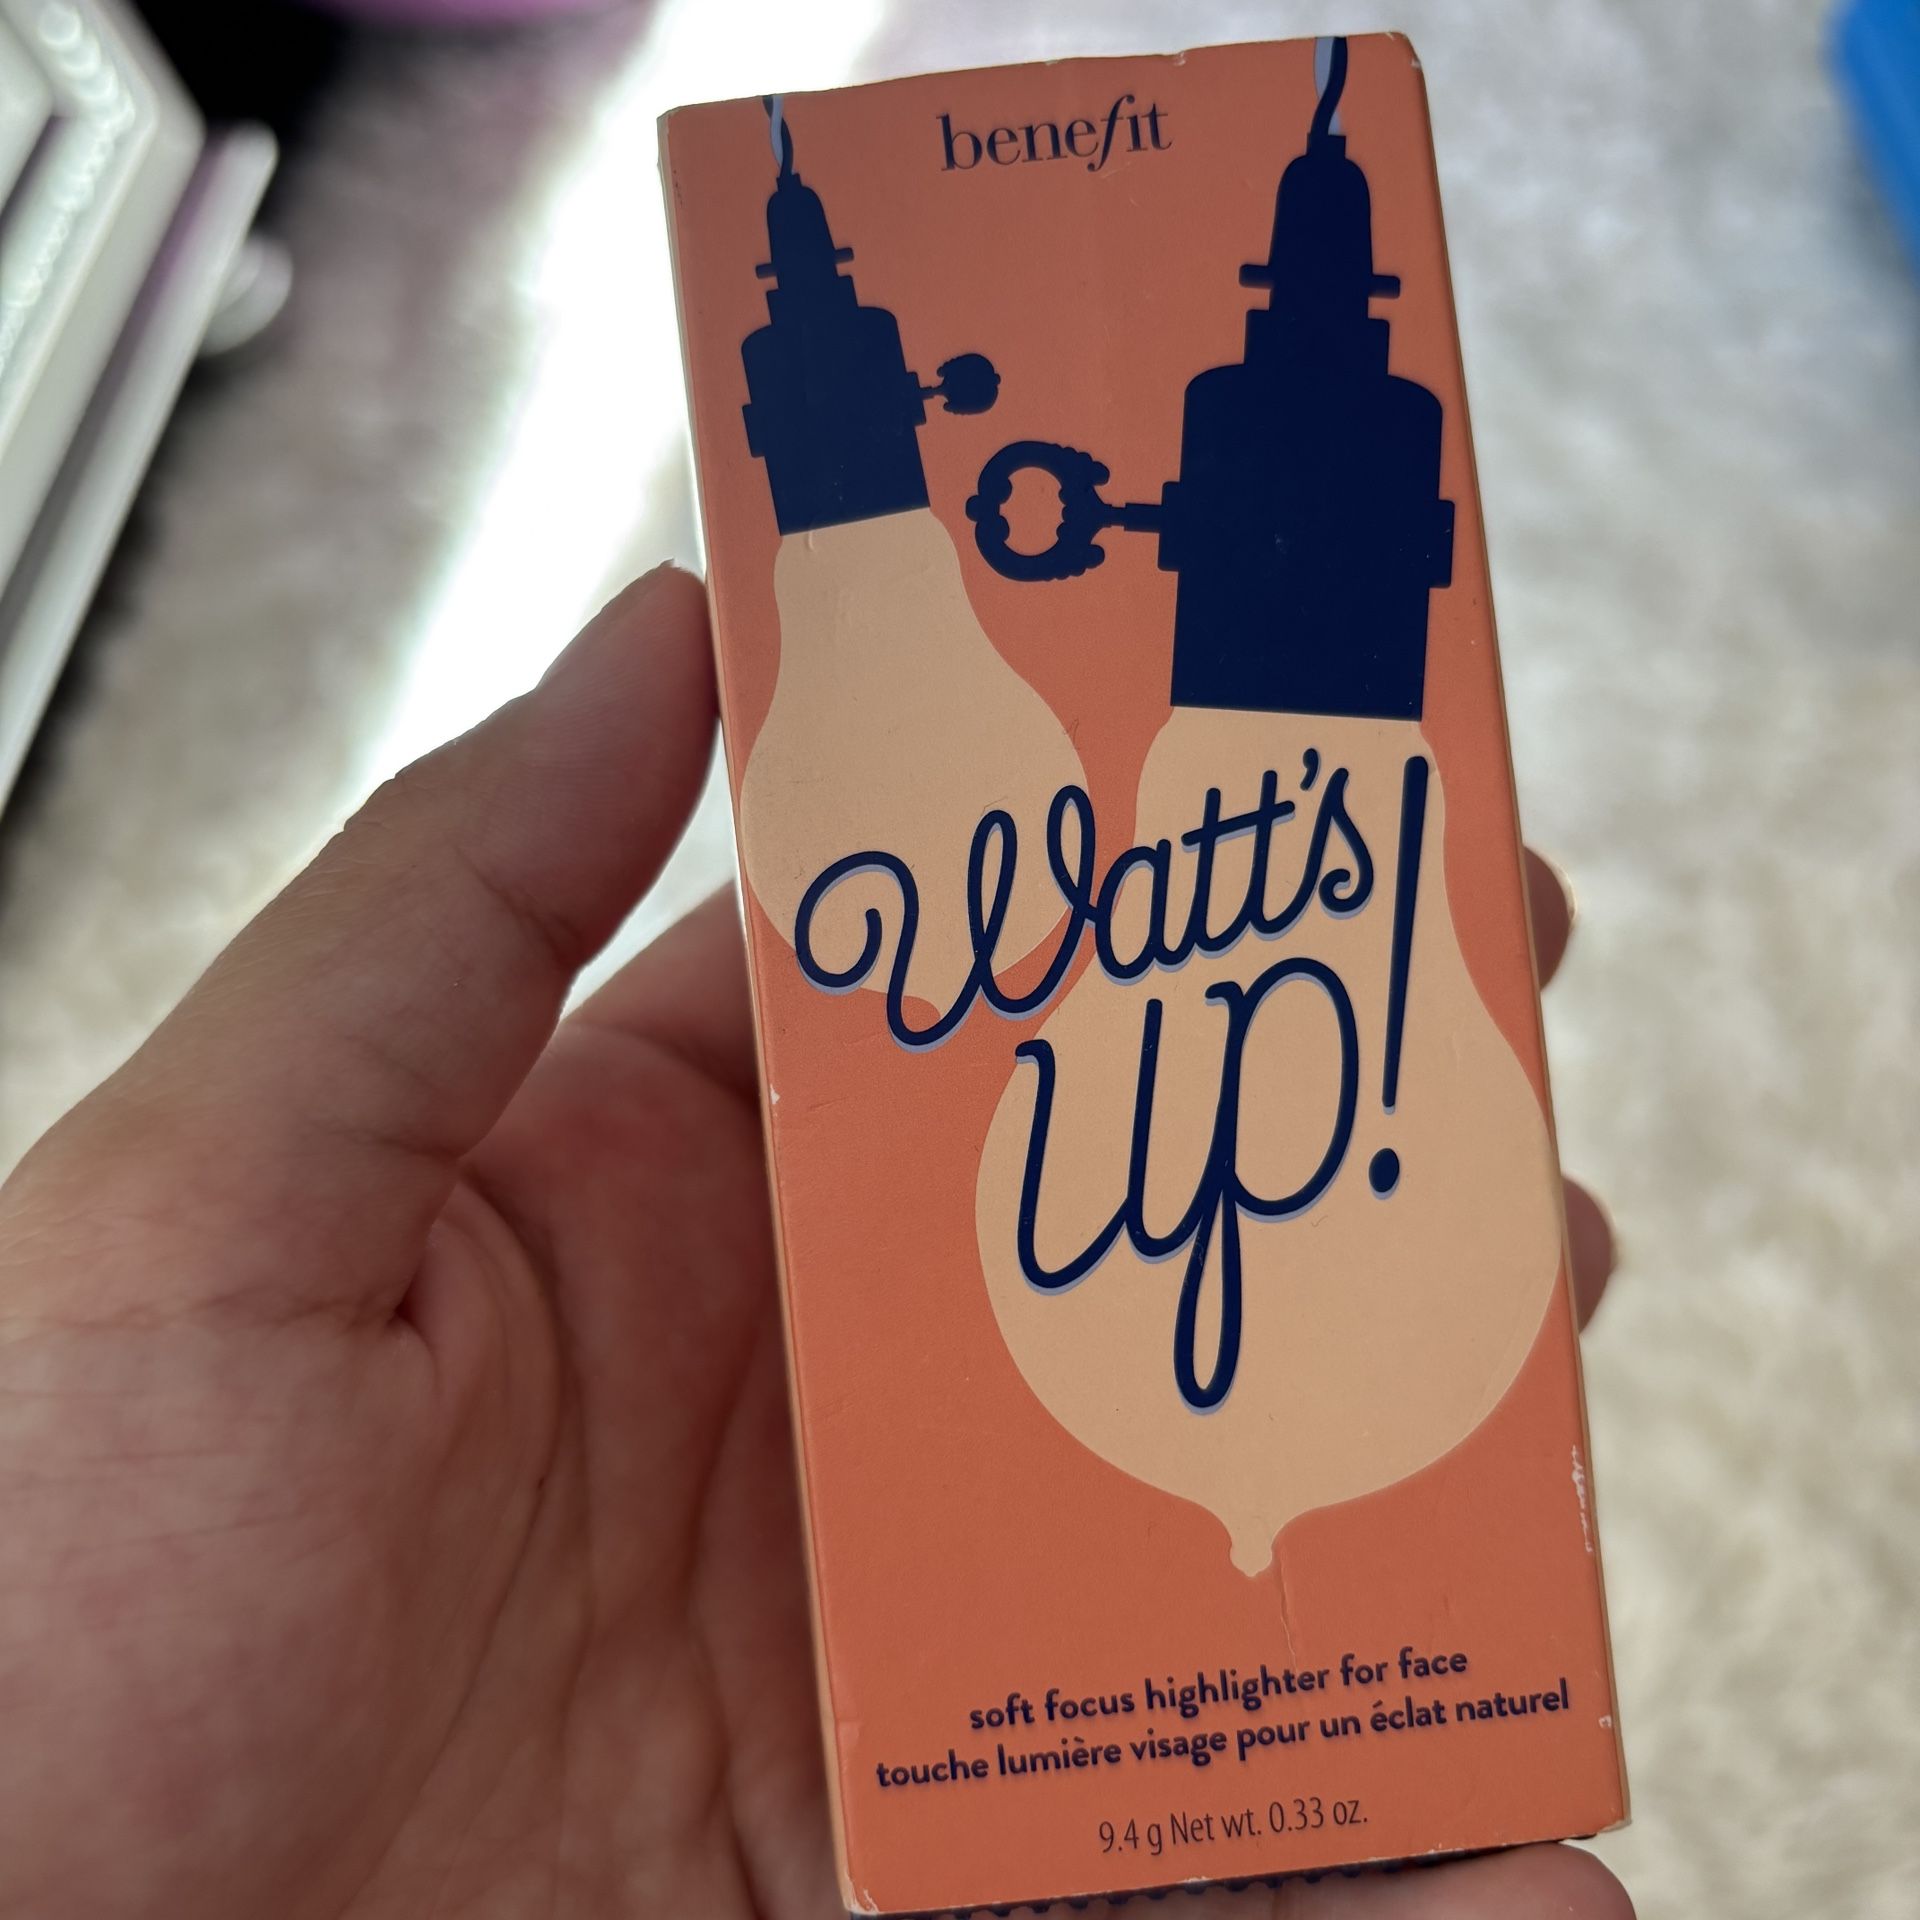 benefit
Watt's
up!
soft focus highlighter for face
touche lumière visage pour un éclat naturel
9.4 g Net wt. 0.33 oz.